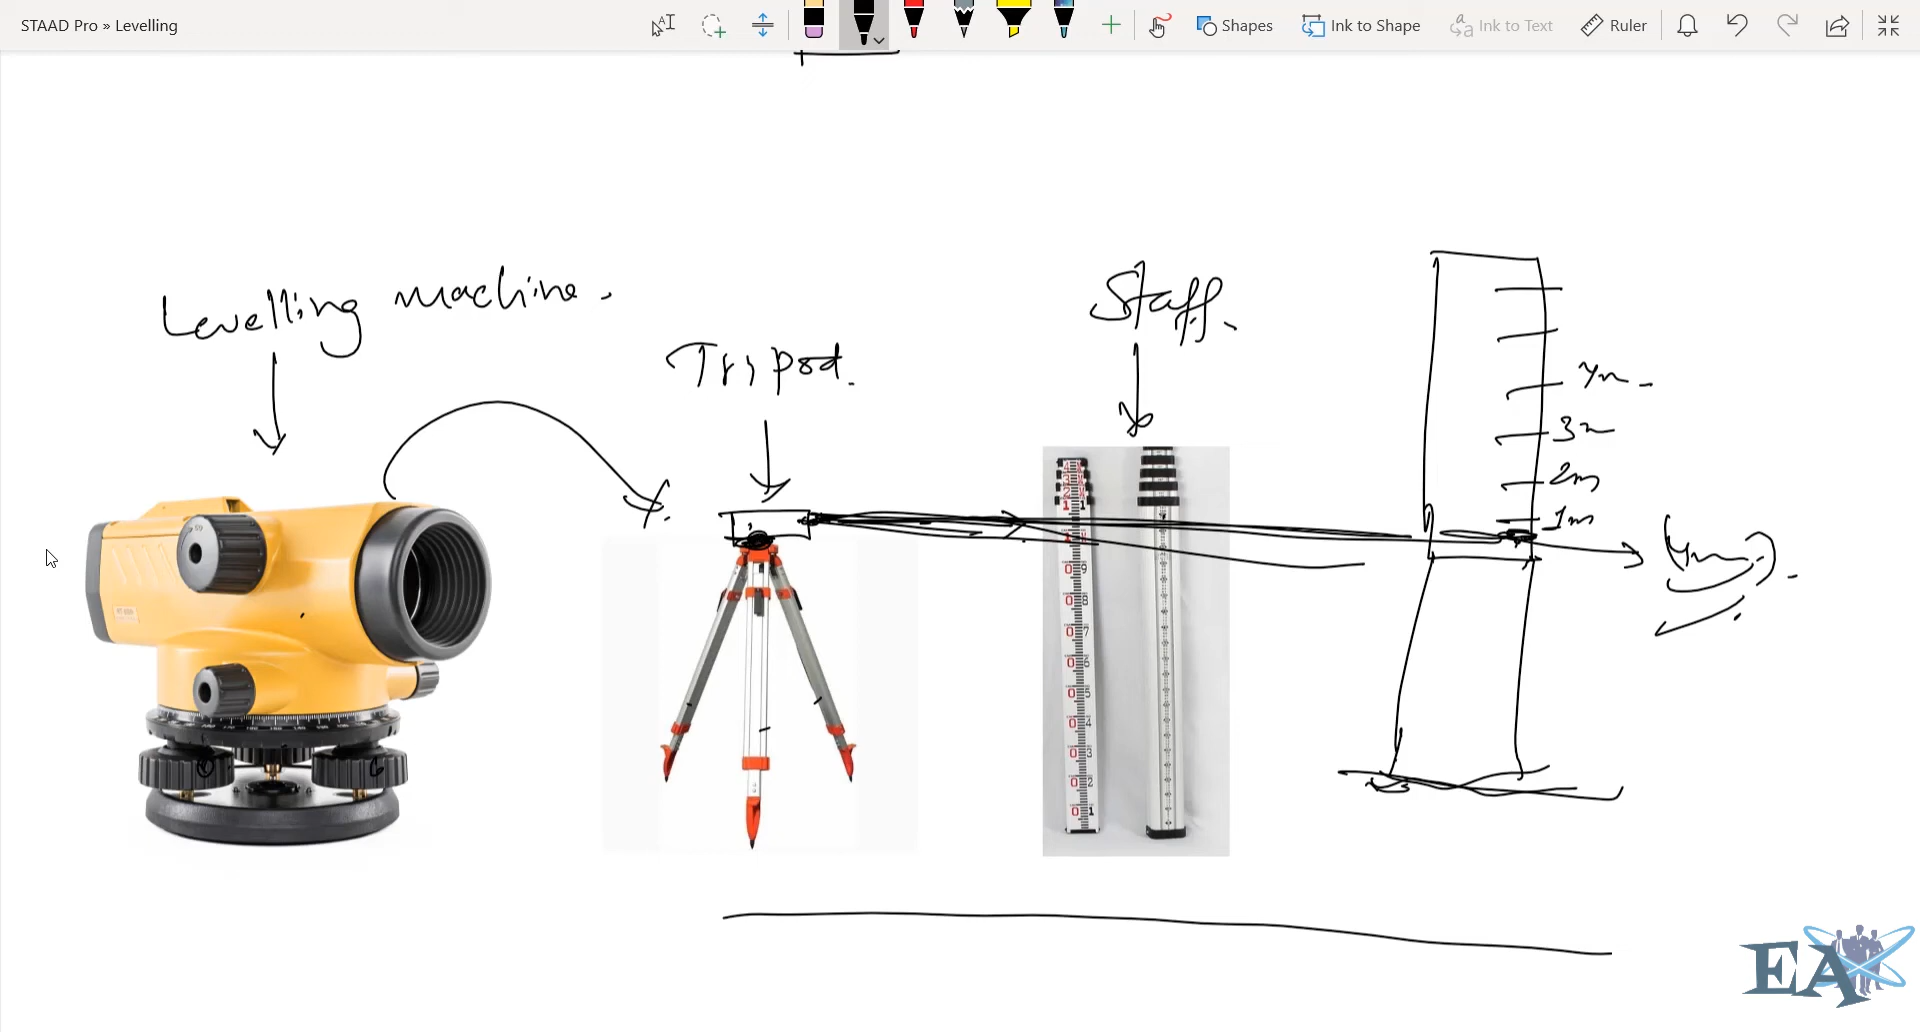 STAAD Pro » Levelling
Shapes
Ink to Shape
Ink to Text
Ruler
Levelling machine.
Tripod.
Staff.
4m
3m
2m
1m
(4m).
EA